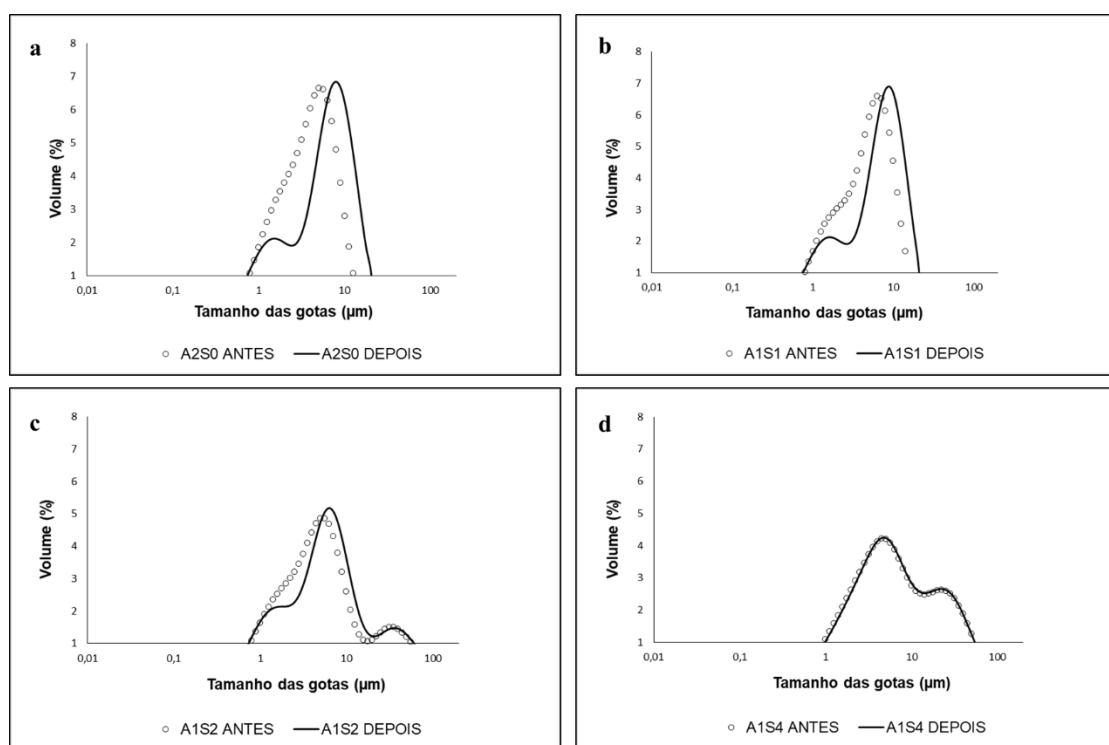 a
8
7
6
5
4
3
2
1
Volume (%)
0,01 0,1 1 10 100
Tamanho das gotas (µm)
A2S0 ANTES A2S0 DEPOIS
b
8
7
6
5
4
3
2
1
Volume (%)
0,01 0,1 1 10 100
Tamanho das gotas (µm)
A1S1 ANTES A1S1 DEPOIS
c
8
7
6
5
4
3
2
1
Volume (%)
0,01 0,1 1 10 100
Tamanho das gotas (µm)
A1S2 ANTES A1S2 DEPOIS
d
8
7
6
5
4
3
2
1
Volume (%)
0,01 0,1 1 10 100
Tamanho das gotas (µm)
A1S4 ANTES A1S4 DEPOIS